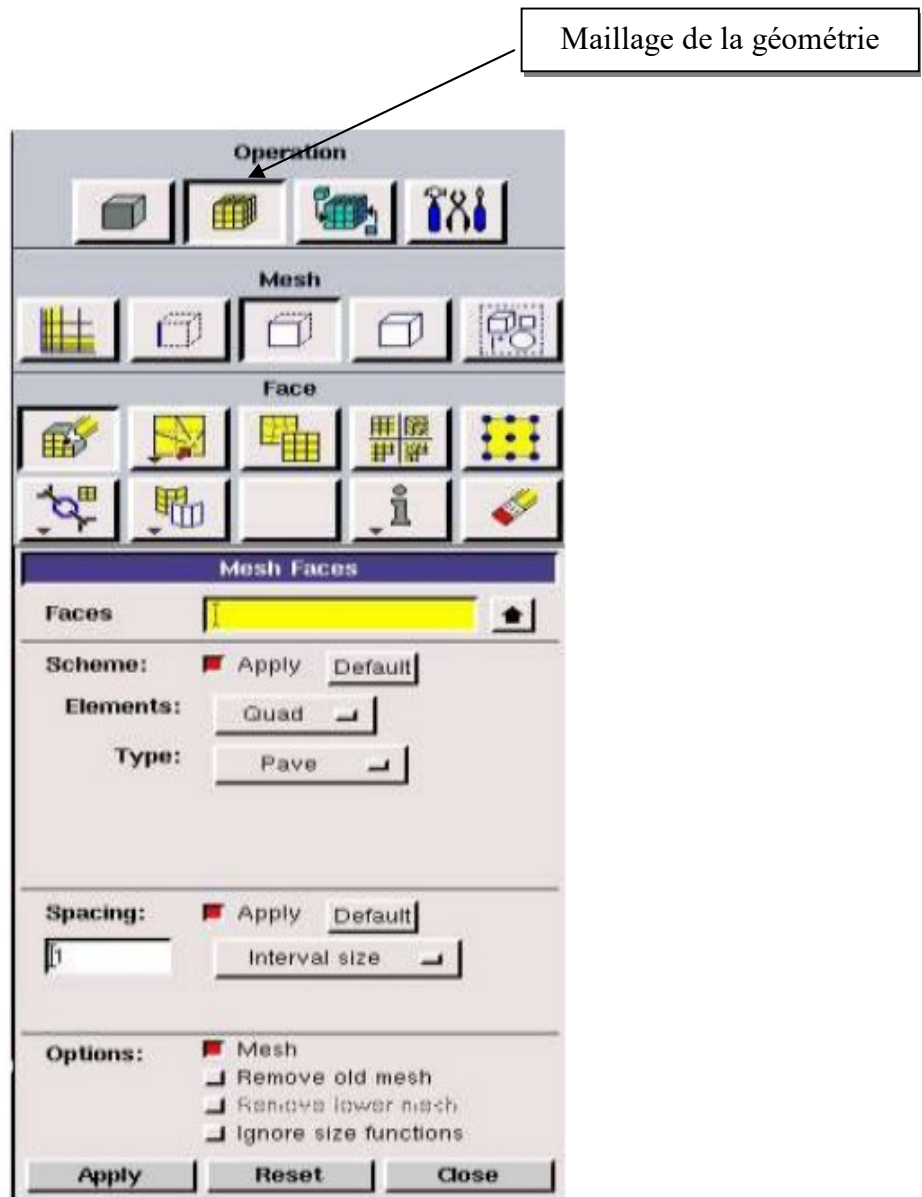 Maillage de la géométrie
Operation
Mesh
Face
Mesh Faces
Faces
Scheme: Apply Default
Elements: Quad
Type: Pave
Spacing: Apply Default
1 Interval size
Options: Mesh
Remove old mesh
Remove lower mesh
Ignore size functions
Apply Reset Close